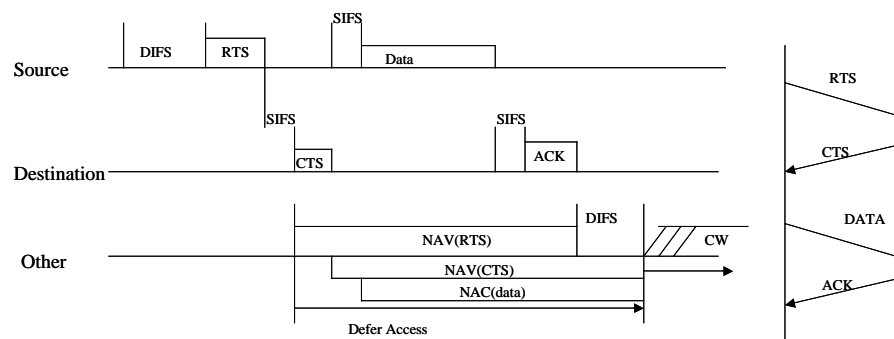 SIFS
DIFS
RTS
Data
Source
RTS
SIFS
SIFS
CTS
ACK
CTS
Destination
DIFS
DATA
NAV(RTS)
CW
Other
NAV(CTS)
NAC(data)
ACK
Defer Access